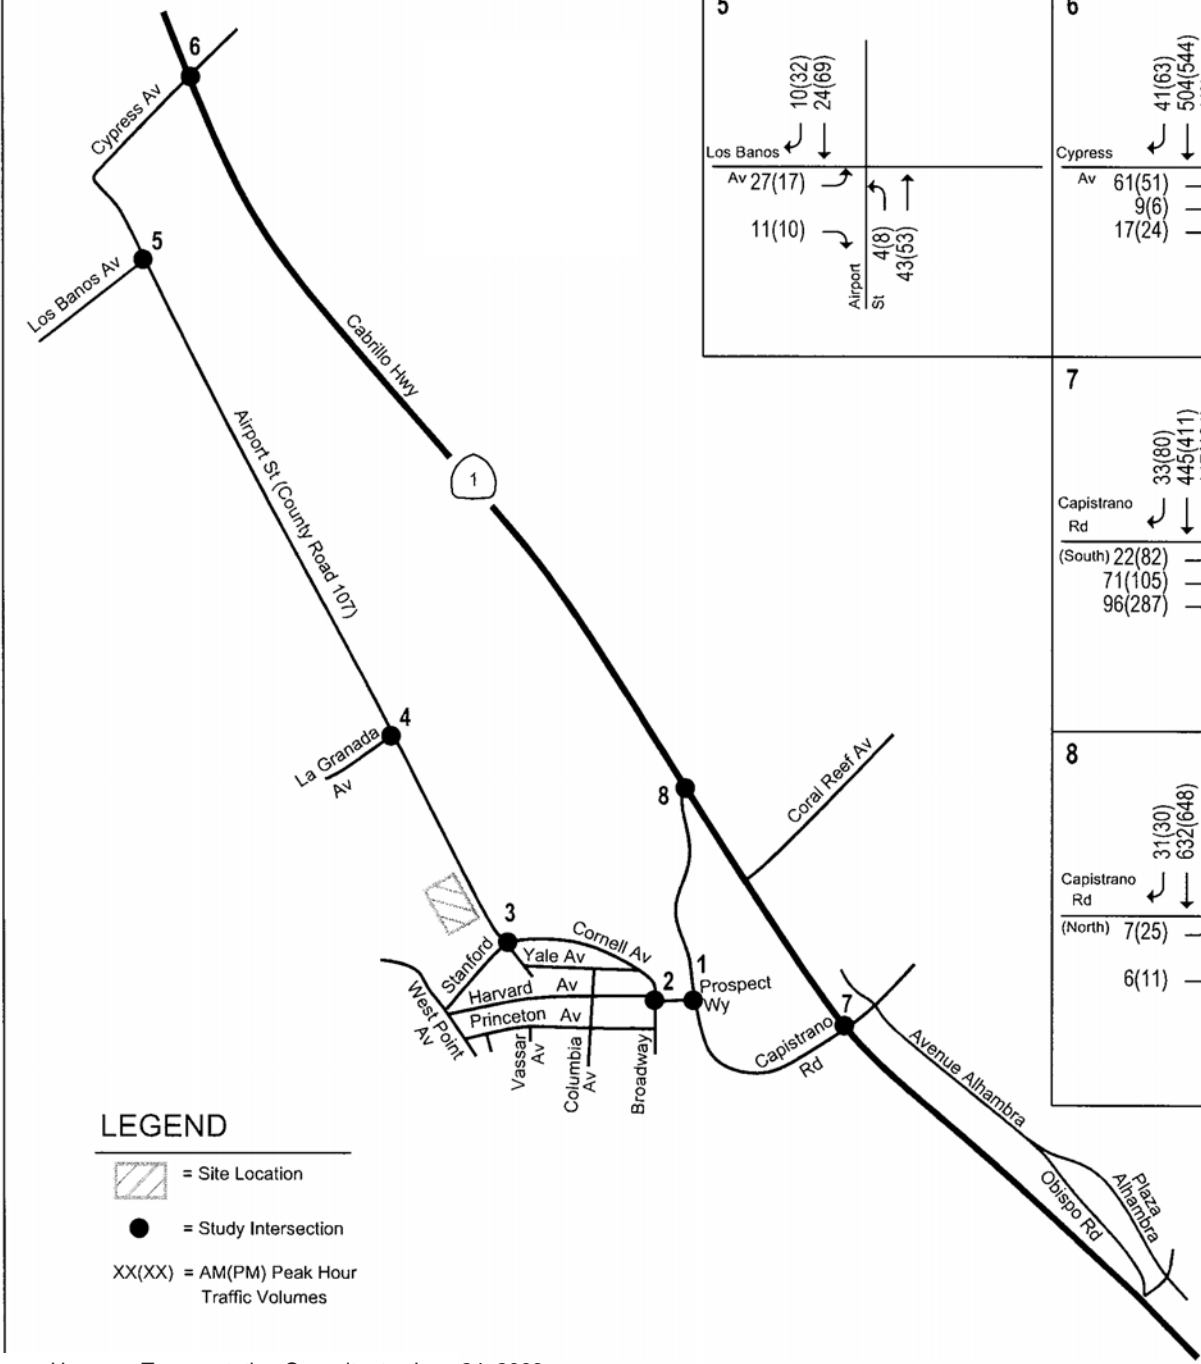 6
Cypress Av
5
Los Banos Av
Cabrillo Hwy
Airport St (County Road 107)
1
4
La Granada
Av
8
Coral Reef Av
3
Stanford
Cornell Av
Yale Av
Harvard Av
Princeton Av
West Point
Av
Vassar
Av
Columbia
Av
Broadway
2
1
Prospect
Wy
7
Capistrano
Rd
Avenue Alhambra
Obispo Rd
Plaza
Alhambra
LEGEND
= Site Location
= Study Intersection
XX(XX) = AM(PM) Peak Hour
Traffic Volumes
5
10(32)
24(69)
Los Banos
Av 27(17)
11(10)
4(8)
43(53)
Airport
St
6
41(63)
504(544)
Cypress
Av 61(51)
9(6)
17(24)
7
33(80)
445(411)
Capistrano
Rd
(South) 22(82)
71(105)
96(287)
8
31(30)
632(648)
Capistrano
Rd
(North) 7(25)
6(11)